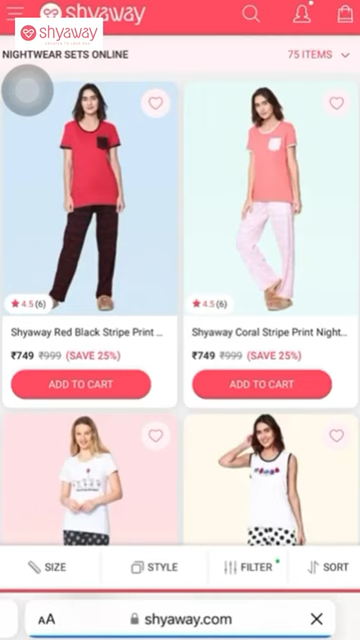 shyaway
shyaway
NIGHTWEAR SETS ONLINE
75 ITEMS
4.5 (6)
4.5 (6)
Shyaway Red Black Stripe Print ...
Shyaway Coral Stripe Print Night...
₹749 ₹999 (SAVE 25%)
₹749 ₹999 (SAVE 25%)
ADD TO CART
ADD TO CART
SIZE
STYLE
FILTER
SORT
AA
shyaway.com